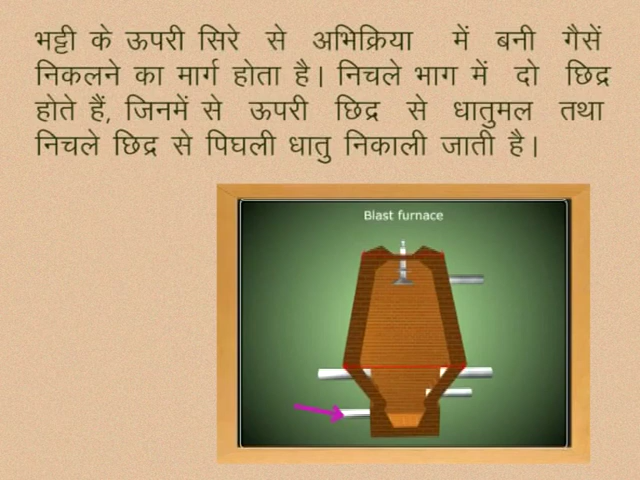 भट्टी के ऊपरी सिरे से अभिक्रिया में बनी गैसें
निकलने का मार्ग होता है। निचले भाग में दो छिद्र
होते हैं, जिनमें से ऊपरी छिद्र से धातुमल तथा
निचले छिद्र से पिघली धातु निकाली जाती है।
Blast furnace